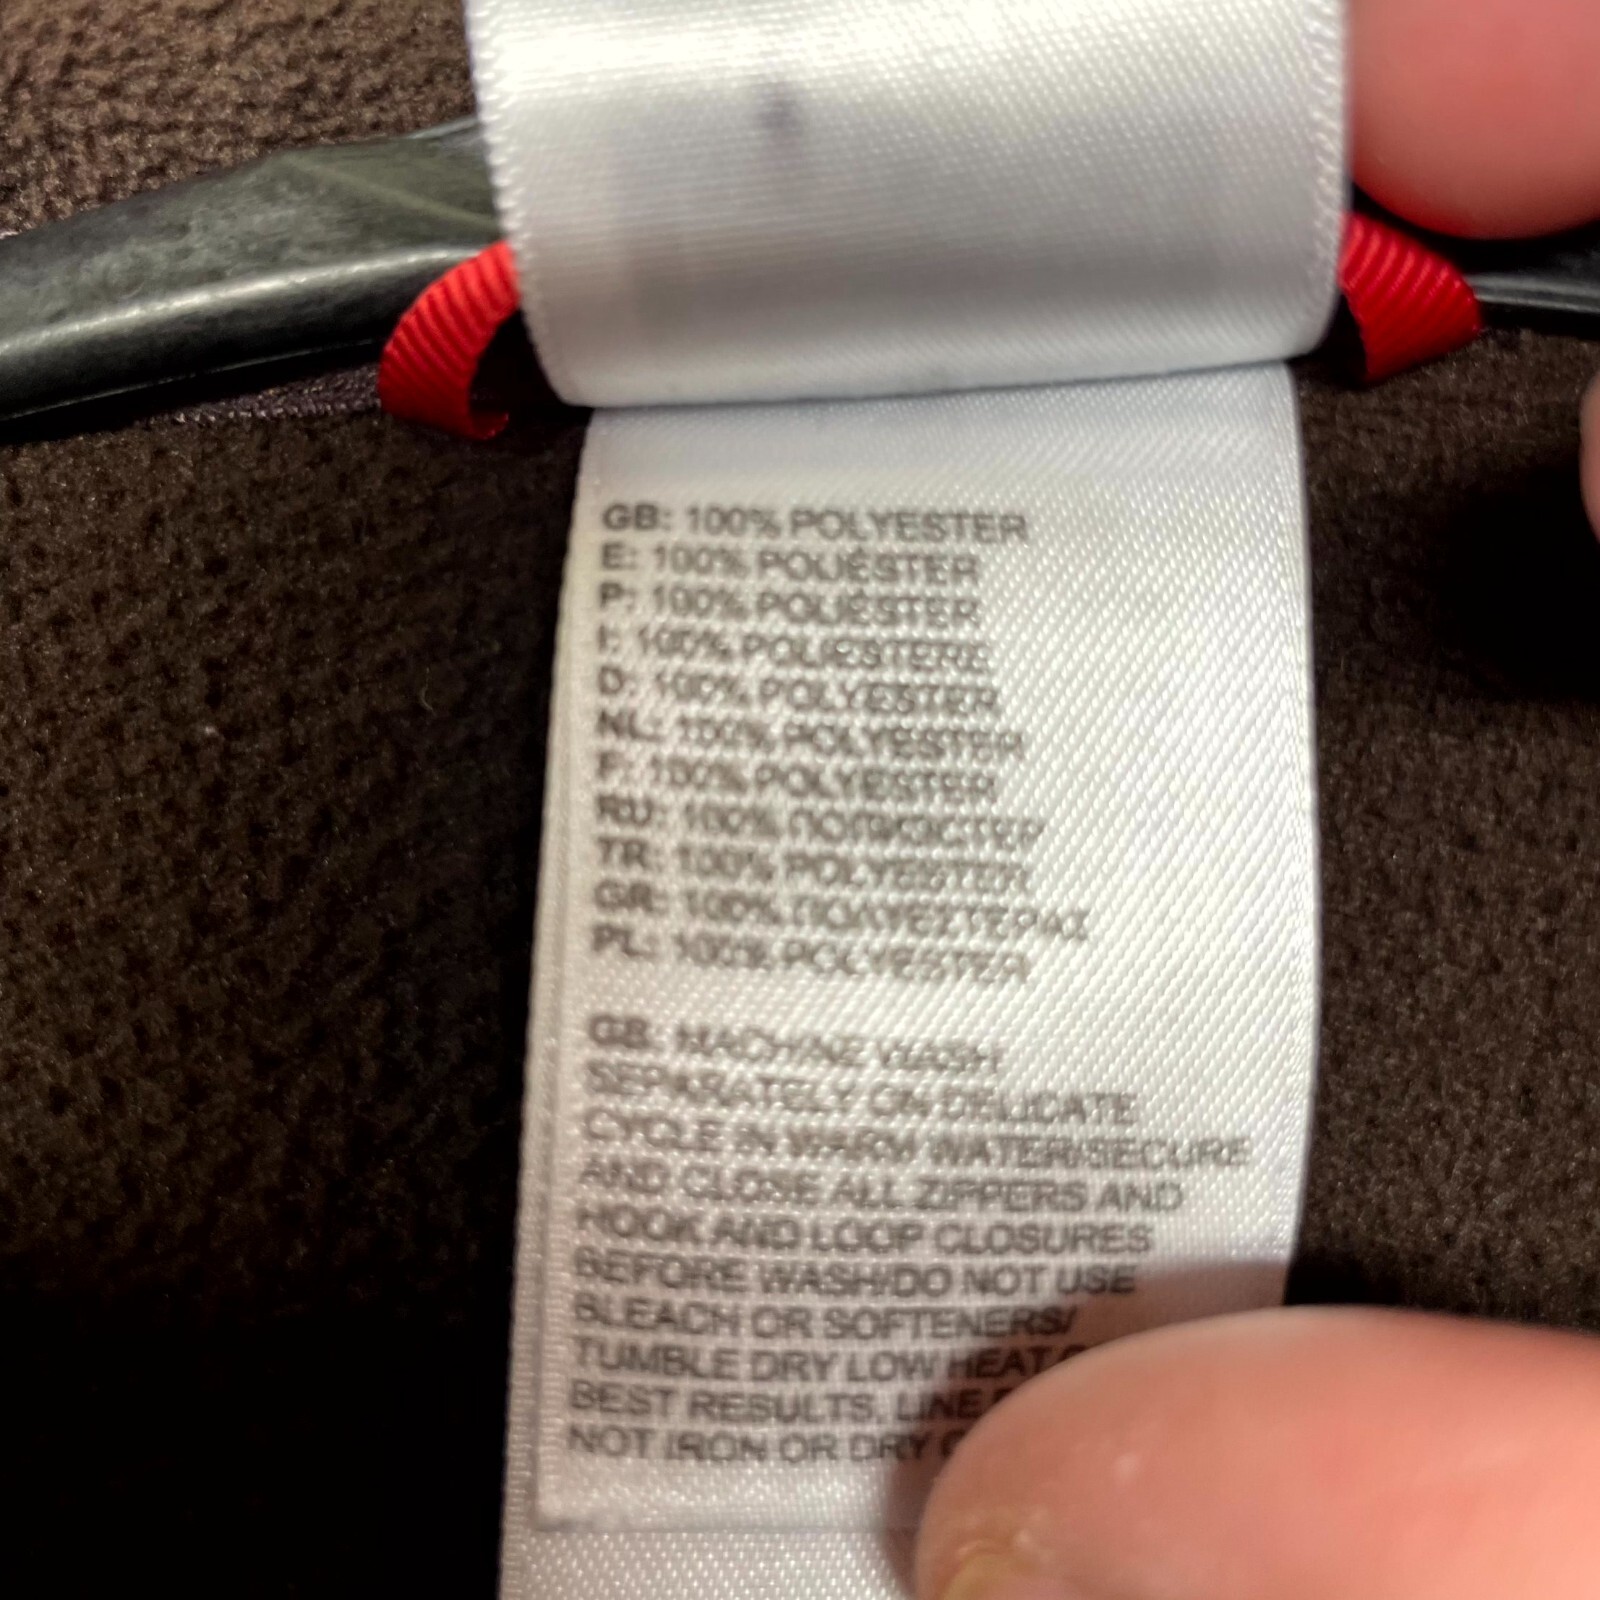 GB: 100% POLYESTER
E: 100% POLIÉSTER
P: 100% POLIÉSTER
I: 100% POLIESTERE
D: 100% POLYESTER
NL: 100% POLYESTER
F: 100% POLYESTER
RU: 100% ПОЛИЭСТЕР
TR: 100% POLYESTER
GR: 100%
PL: 100% POLYESTER
GB: MACHINE WASH
SEPARATELY ON DELICATE
CYCLE IN WARM WATER/SECURE
AND CLOSE ALL ZIPPERS AND
HOOK AND LOOP CLOSURES
BEFORE WASH/DO NOT USE
BLEACH OR SOFTENERS/
TUMBLE DRY LOW HEAT
BEST RESULTS, LINE
NOT IRON OR DRY